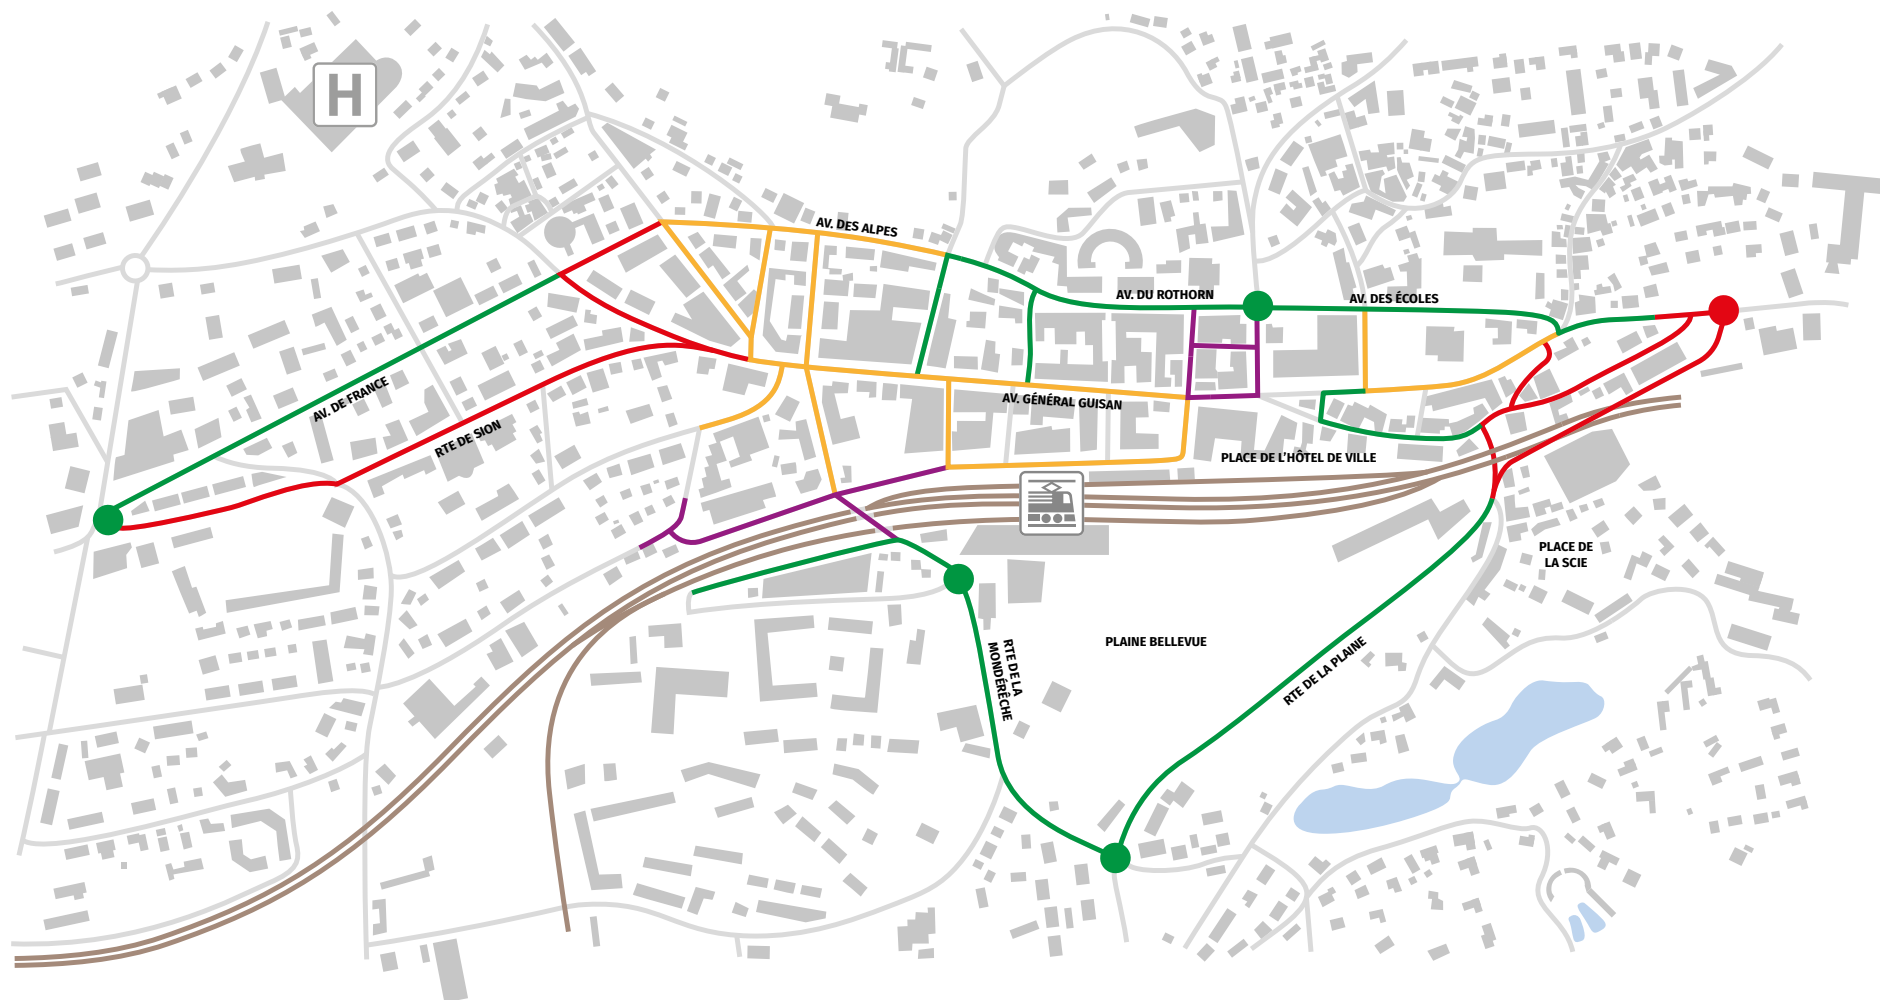 H
AV. DES ALPES
AV. DU ROTHORN
AV. DES ÉCOLES
AV. DE FRANCE
RTE DE SION
AV. GÉNÉRAL GUISAN
PLACE DE L'HÔTEL DE VILLE
PLACE DE
LA SCIE
RTE DE LA
MONDÉRÊCHE
PLAINE BELLEVUE
RTE DE LA PLAINE